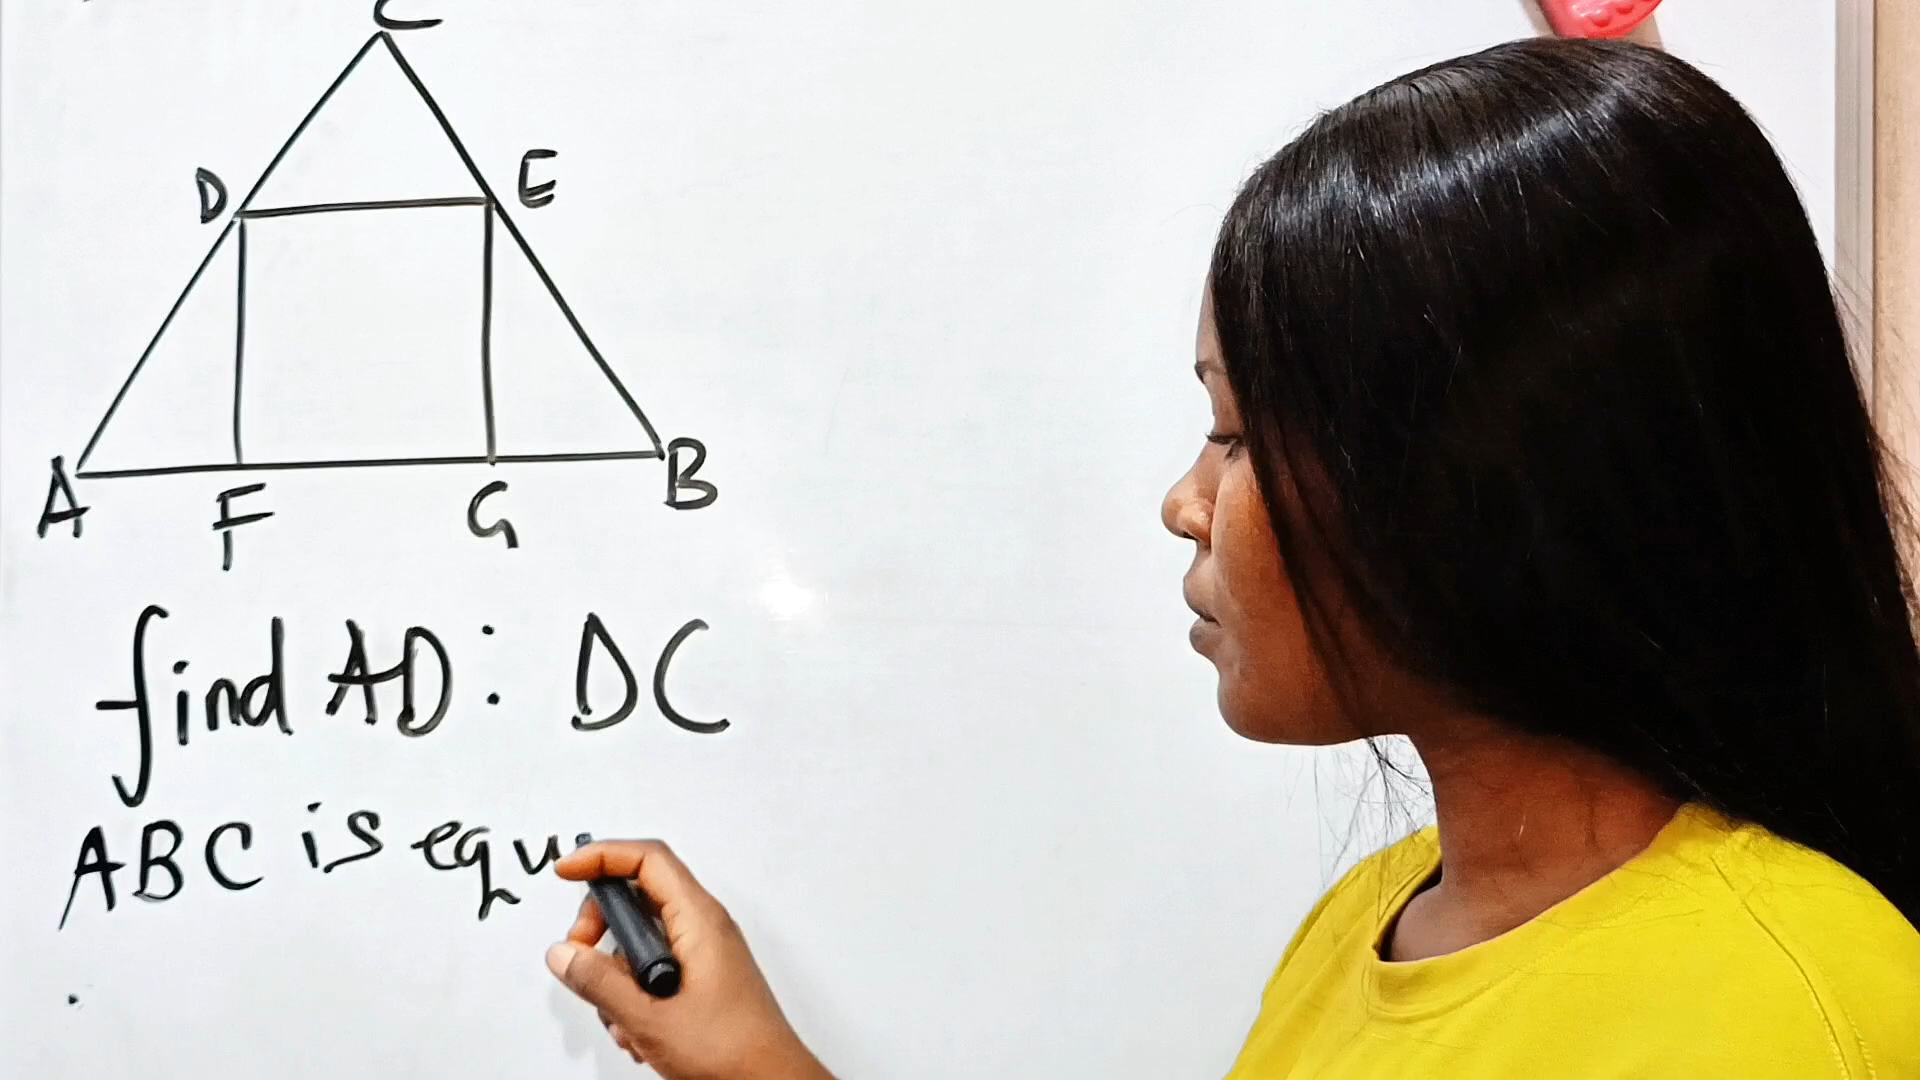 C
D E
A F G B
find AD : DC
ABC is equ
.